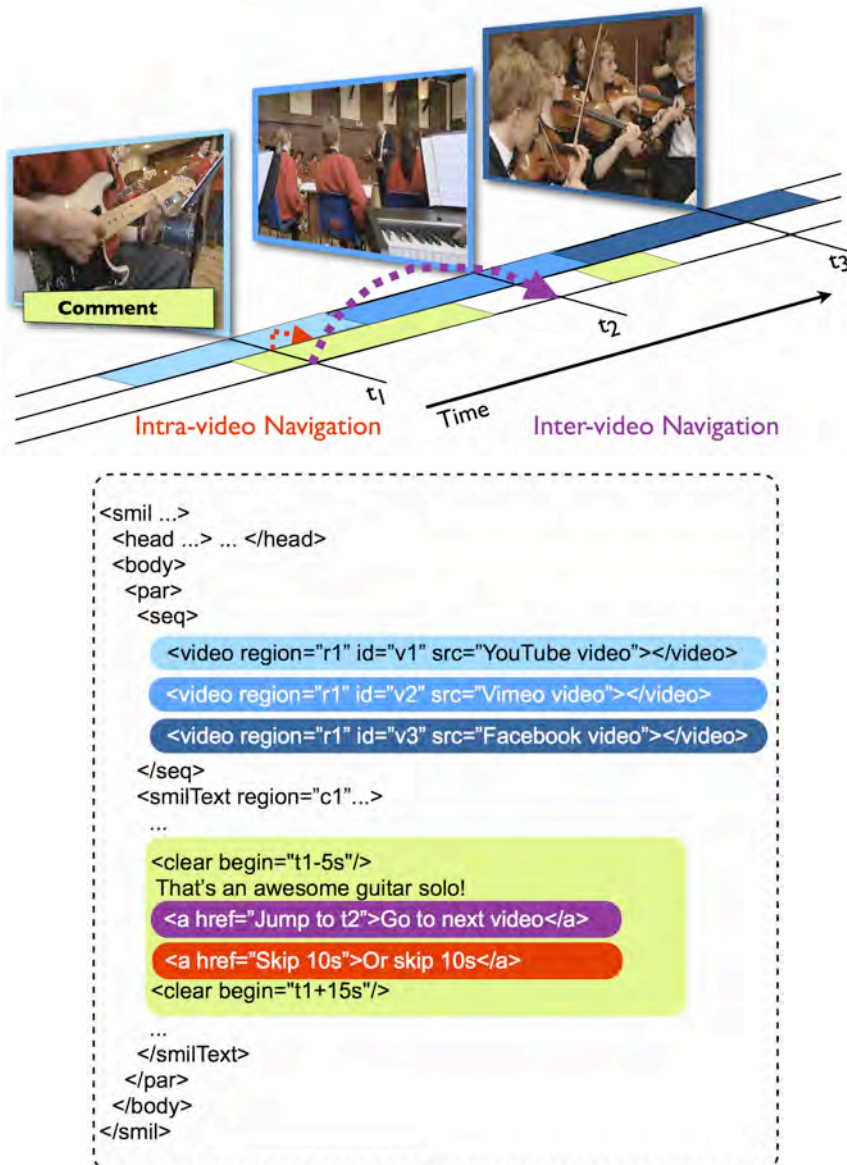 Comment
t1
t2
t3
Time
Intra-video Navigation
Inter-video Navigation
<smil ...>
<head ...> ... </head>
<body>
<par>
<seq>
<video region="r1" id="v1" src="YouTube video"></video>
<video region="r1" id="v2" src="Vimeo video"></video>
<video region="r1" id="v3" src="Facebook video"></video>
</seq>
<smilText region="c1"...>
...
<clear begin="t1-5s"/>
That's an awesome guitar solo!
<a href="Jump to t2">Go to next video</a>
<a href="Skip 10s">Or skip 10s</a>
<clear begin="t1+15s"/>
...
</smilText>
</par>
</body>
</smil>